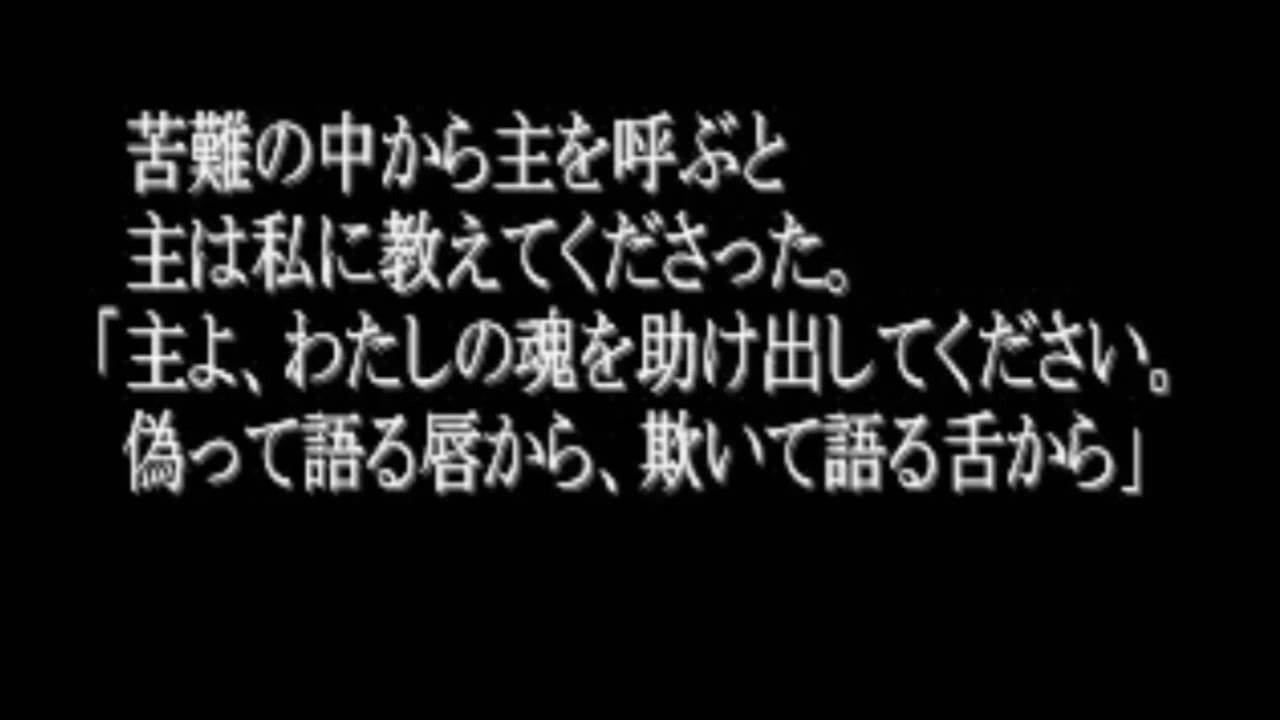 苦難の中から主を呼ぶと
主は私に教えてくださった。
「主よ、わたしの魂を助け出してください。
偽って語る唇から、欺いて語る舌から」